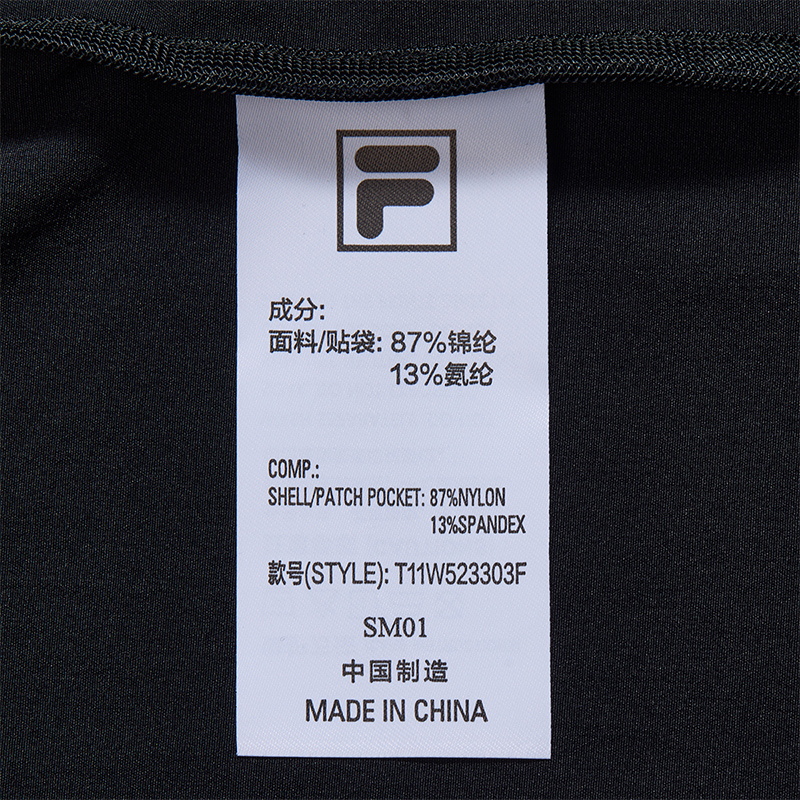 F
成分:
面料/贴袋: 87%锦纶
13%氨纶
COMP.:
SHELL/PATCH POCKET: 87%NYLON
13%SPANDEX
款号(STYLE): T11W523303F
SM01
中国制造
MADE IN CHINA